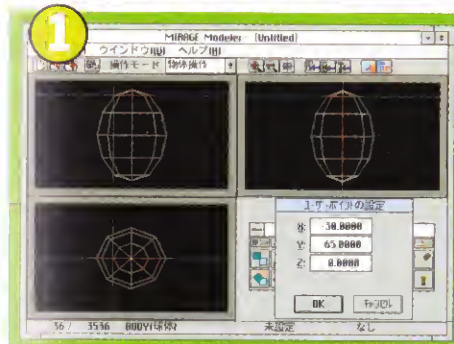 1
MIRAGE Modeler - [Untitled]
ウインドウ(W) ヘルプ(H)
操作モード 物体操作
ユーザーポイントの設定
X: -30.0000
Y: 65.0000
Z: 0.0000
OK キャンセル
56 / 3536 BODY(球体) 未設定 なし